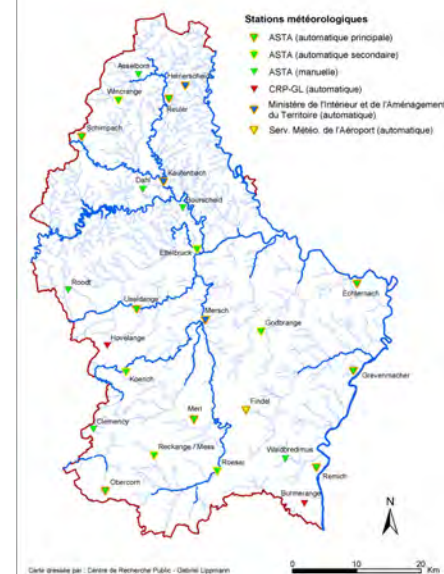 Stations météorologiques
ASTA (automatique principale)
ASTA (automatique secondaire)
ASTA (manuelle)
CRP-GL (automatique)
Ministère de l'Intérieur et de l'Aménagement
du Territoire (automatique)
Serv. Météo. de l'Aéroport (automatique)
Asselborn
Heinerscheid
Wincrange
Reuler
Schimpach
Kautenbach
Dahl
Bourscheid
Ettelbruck
Roodt
Echternach
Useldange
Mersch
Godbrange
Hovelange
Koerich
Grevenmacher
Findel
Merl
Clemency
Reckange / Mess
Waldbredimus
Roeser
Remich
Obercorn
Burmerange
N
0 10 20
Km
Carte dressée par : Centre de Recherche Public - Gabriel Lippmann